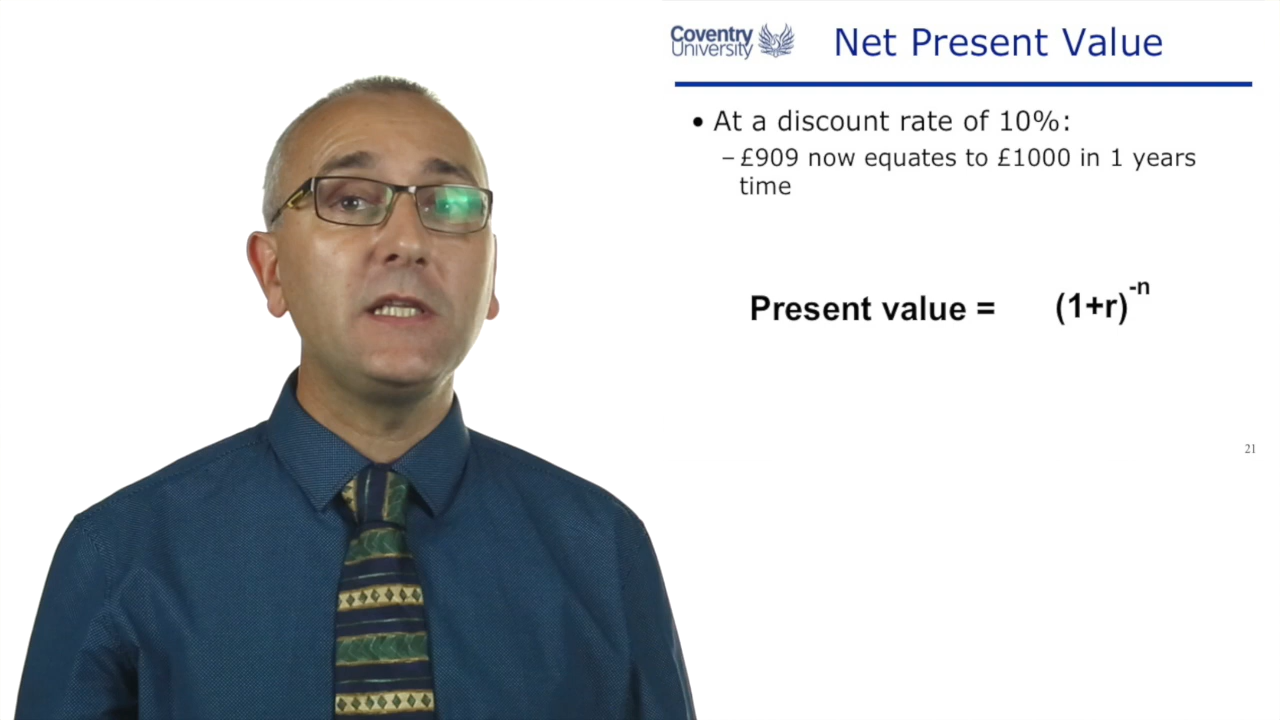 Coventry
University
Net Present Value
• At a discount rate of 10%:
– £909 now equates to £1000 in 1 years
time
Present value = (1+r)^-n
21